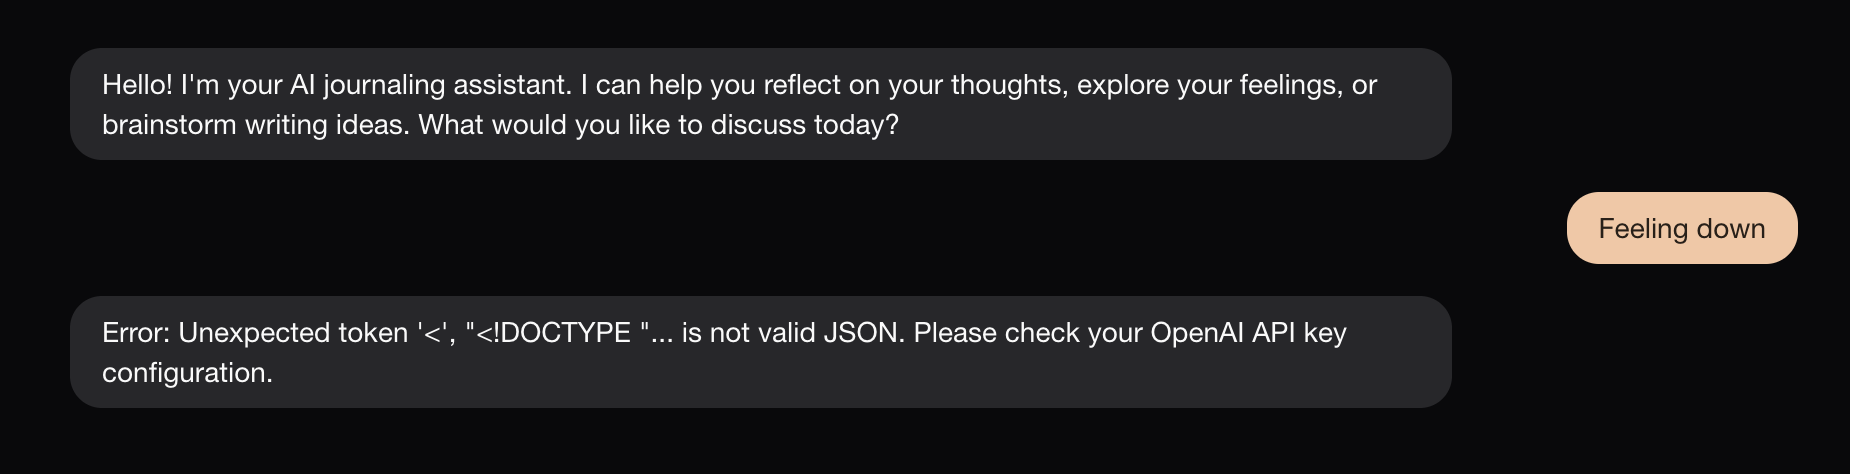 Hello! I'm your AI journaling assistant. I can help you reflect on your thoughts, explore your feelings, or
brainstorm writing ideas. What would you like to discuss today?
Feeling down
Error: Unexpected token '<', "<!DOCTYPE "... is not valid JSON. Please check your OpenAI API key
configuration.